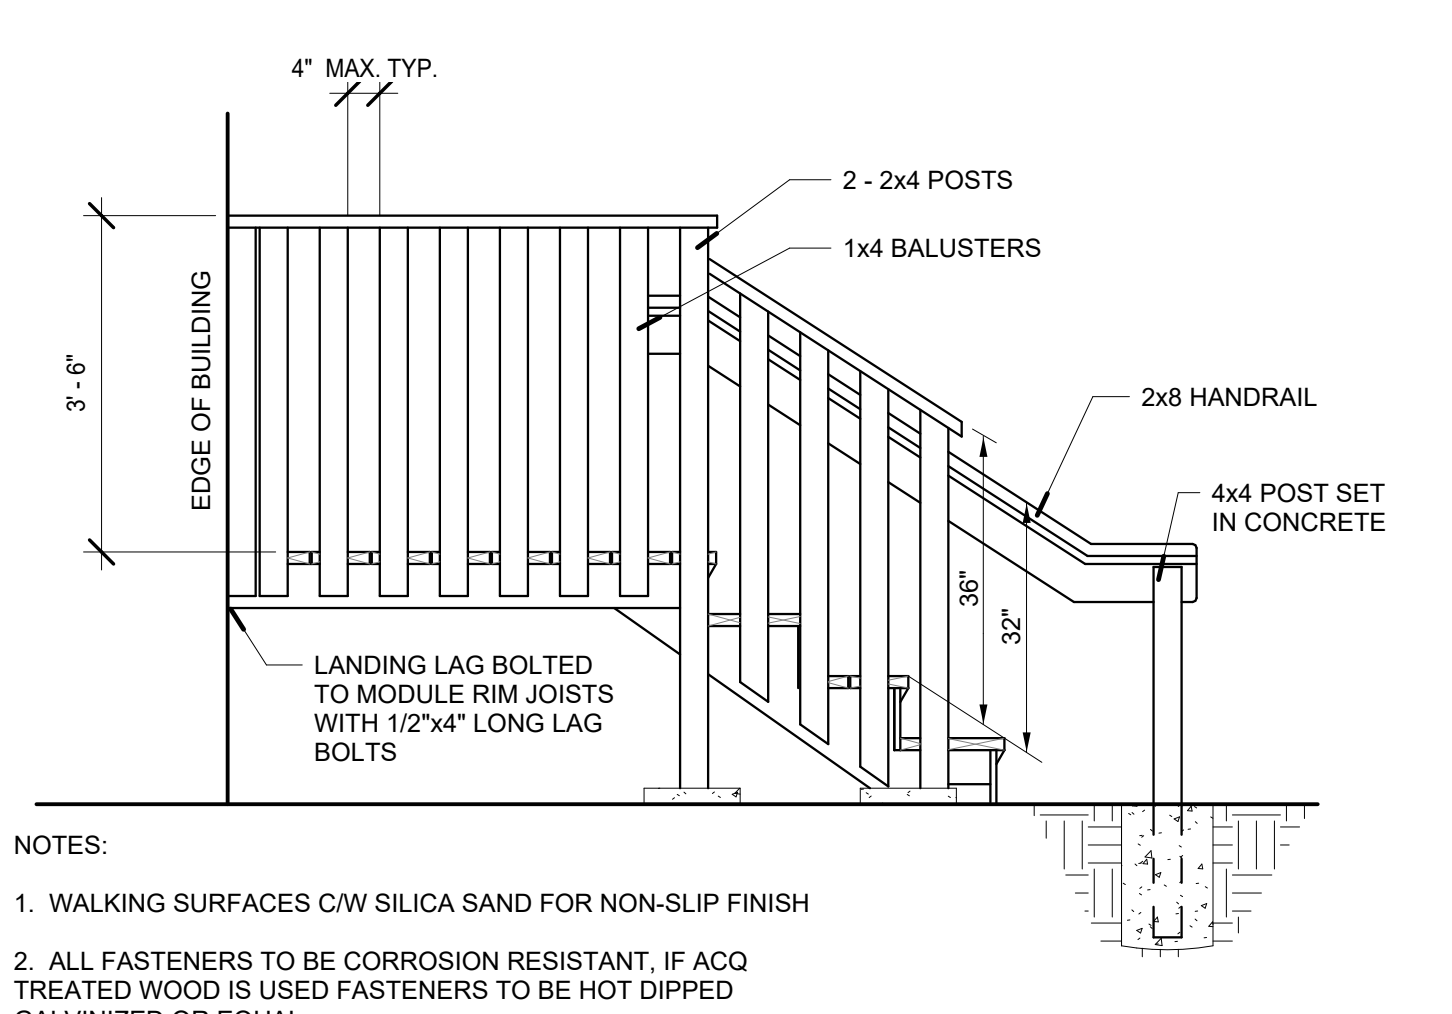 4" MAX. TYP.
2 - 2x4 POSTS
1x4 BALUSTERS
3' - 6"
EDGE OF BUILDING
2x8 HANDRAIL
4x4 POST SET
IN CONCRETE
36"
32"
LANDING LAG BOLTED
TO MODULE RIM JOISTS
WITH 1/2"x4" LONG LAG
BOLTS
NOTES:
1. WALKING SURFACES C/W SILICA SAND FOR NON-SLIP FINISH
2. ALL FASTENERS TO BE CORROSION RESISTANT, IF ACQ
TREATED WOOD IS USED FASTENERS TO BE HOT DIPPED
GALVINIZED OR EQUAL